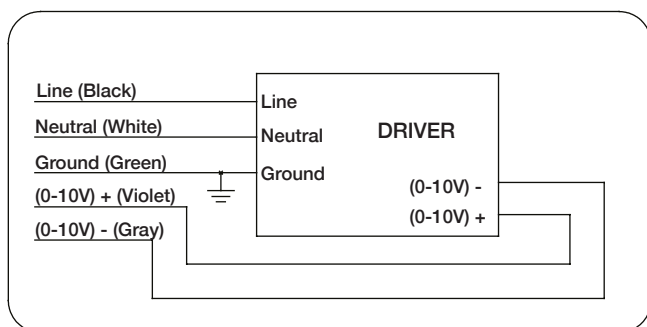 Line (Black)
Neutral (White)
Ground (Green)
(0-10V) + (Violet)
(0-10V) - (Gray)
Line
Neutral
Ground
DRIVER
(0-10V) -
(0-10V) +